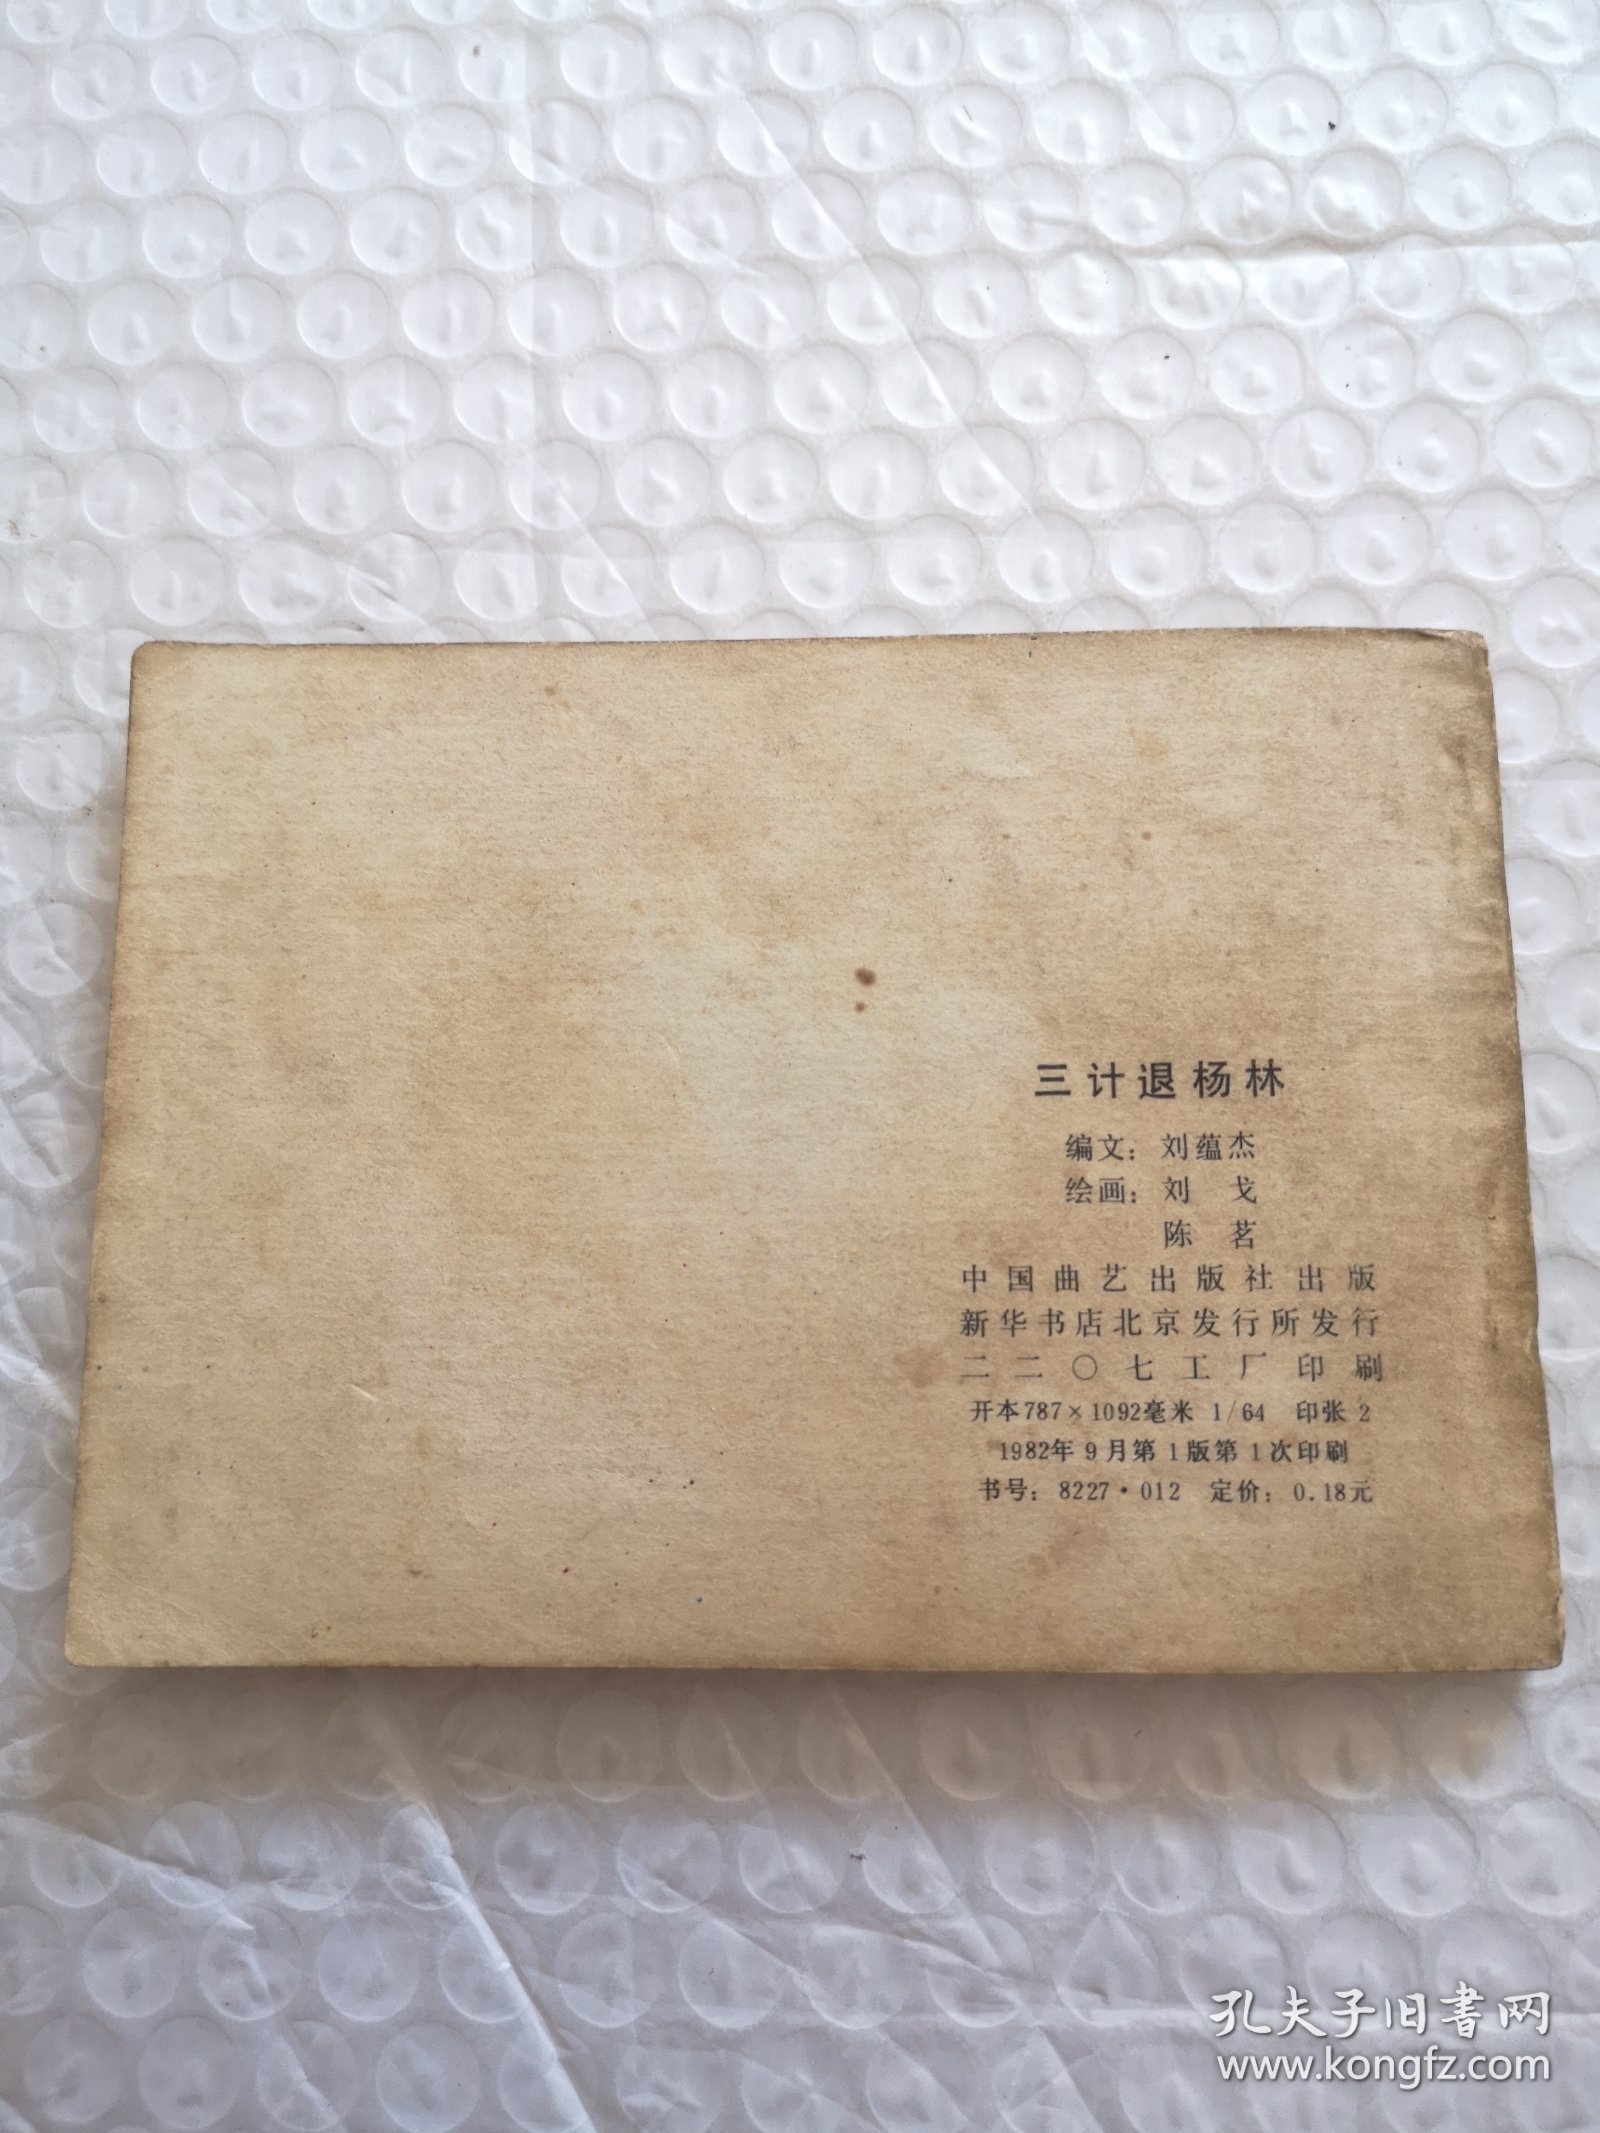 三计退杨林
编文：刘蕴杰
绘画：刘　戈
陈　茗
中国曲艺出版社出版
新华书店北京发行所发行
二二〇七工厂印刷
开本787×1092毫米 1/64 印张 2
1982年9月第1版第1次印刷
书号：8227·012 定价：0.18元
孔夫子旧书网
www.kongfz.com